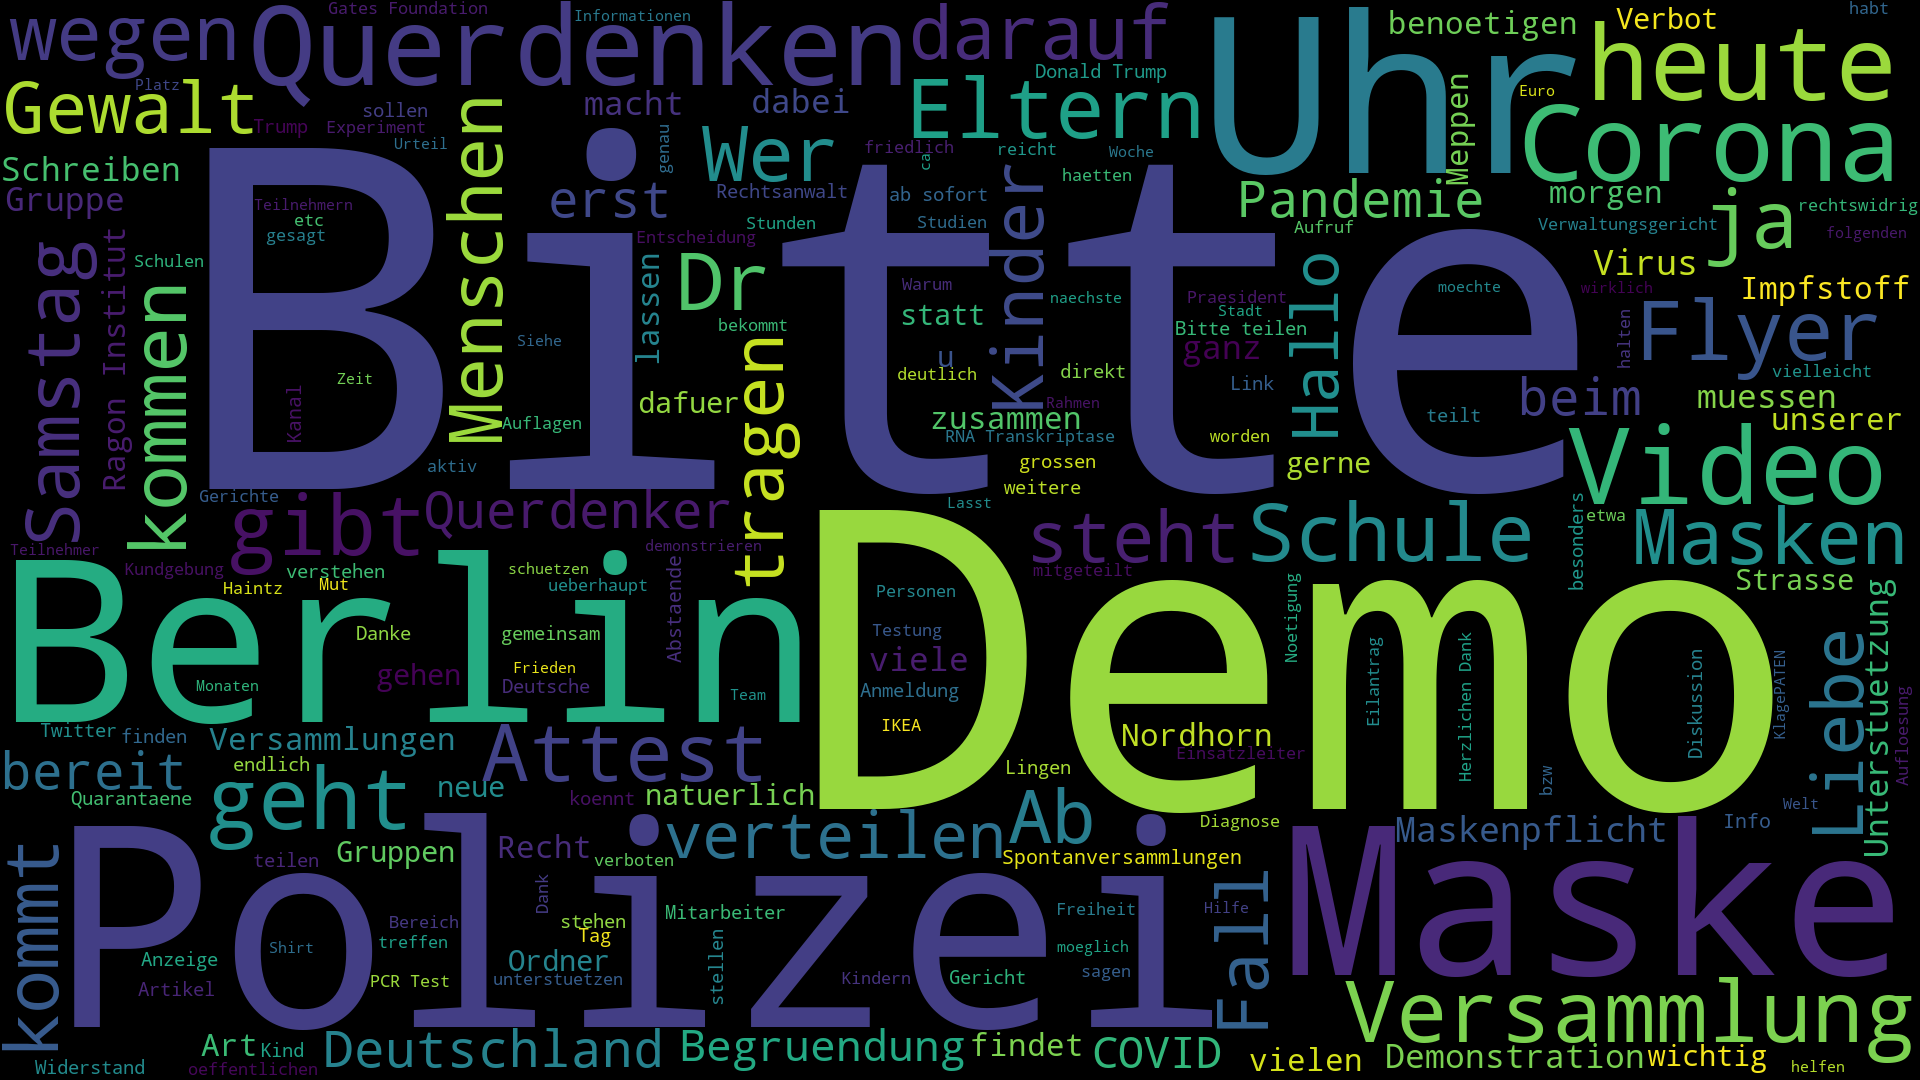 wegen
Querdenken
Gates Foundation
Informationen
darauf
Uhr
benoetigen
Verbot
habt
heute
Gewalt
Platz
sollen
macht
dabei
Donald Trump
Eltern
Meppen
Euro
Corona
Trump
Experiment
Urteil
Menschen
genau
Wer
friedlich
ca
reicht
Woche
Schreiben
Gruppe
Bitte
erst
Rechtsanwalt
ab sofort
haetten
Pandemie
morgen
ja
rechtswidrig
Teilnehmern
etc
gesagt
Stunden
Studien
Kinder
Aufruf
Verwaltungsgericht
folgenden
Samstag
Ragon Institut
Schulen
kommen
Entscheidung
lassen
Dr
Warum
naechste
Praesident
Stadt
Hallo
moechte
Virus
wirklich
Impfstoff
Siehe
bekommt
statt
u
Bitte teilen
ganz
halten
Flyer
Zeit
Kanal
tragen
deutlich
direkt
Link
beim
vielleicht
muessen
unserer
Auflagen
dafuer
zusammen
Rahmen
RNA Transkriptase
worden
teilt
Video
aktiv
grossen
gerne
Gerichte
weitere
Lasst
gibt
Querdenker
steht
Schule
besonders
etwa
Masken
Teilnehmer
Kundgebung
verstehen
demonstrieren
schuetzen
ueberhaupt
Abstaende
mitgeteilt
Strasse
Berlin
Haintz
Mut
Demo
Personen
Noetigung
Unterstuetzung
Danke
gemeinsam
Testung
viele
Eilantrag
Herzlichen Dank
Diskussion
KlagePATEN
Liebe
gehen
Frieden
Deutsche
Monaten
Team
Anmeldung
Aufloesung
Twitter
finden
Versammlungen
Attest
IKEA
Nordhorn
Einsatzleiter
bereit
endlich
Lingen
bzw
Quarantaene
geht
neue
koennt
natuerlich
Ab
Diagnose
Welt
Info
Polizei
verteilen
Maskenpflicht
Maske
kommt
teilen
Gruppen
Recht
verboten
Spontanversammlungen
Dank
Fall
Bereich
stehen
Mitarbeiter
Freiheit
Hilfe
Shirt
treffen
Tag
moeglich
Anzeige
Ordner
stellen
Artikel
PCR Test
unterstuetzen
Kindern
Gericht
sagen
Versammlung
Widerstand
Art
Kind
oeffentlichen
Deutschland
Begruendung
findet
COVID
vielen
Demonstration
wichtig
helfen